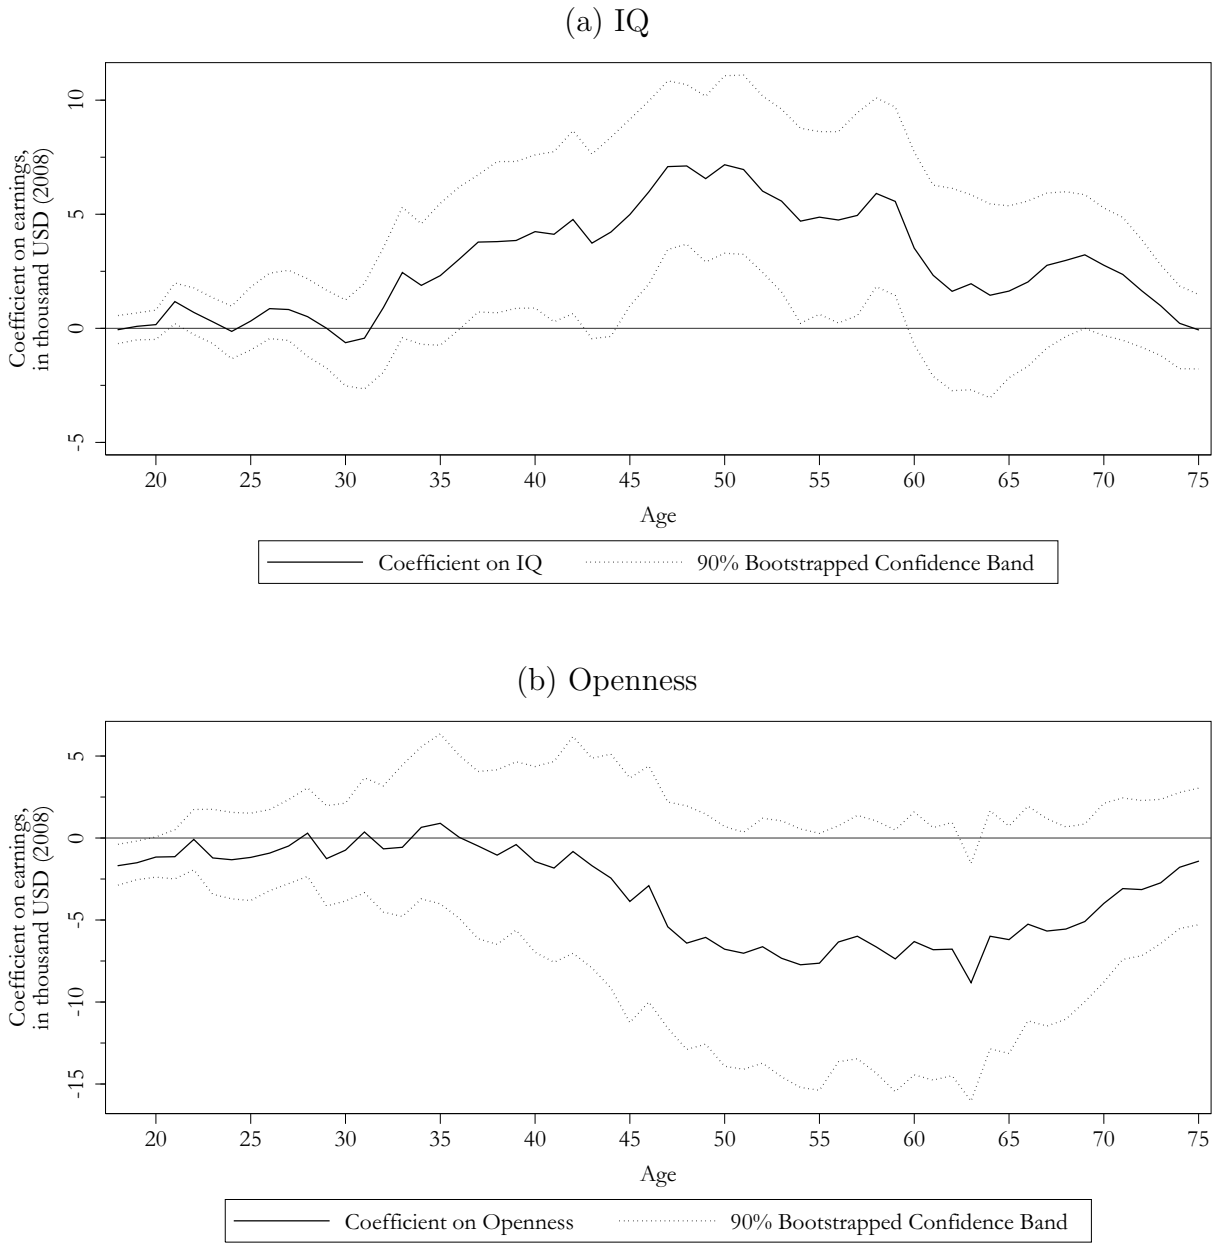 (a) IQ
Coefficient on earnings,
in thousand USD (2008)
10
5
0
-5
20 25 30 35 40 45 50 55 60 65 70 75
Age
Coefficient on IQ 90% Bootstrapped Confidence Band
(b) Openness
Coefficient on earnings,
in thousand USD (2008)
5
0
-5
-10
-15
20 25 30 35 40 45 50 55 60 65 70 75
Age
Coefficient on Openness 90% Bootstrapped Confidence Band